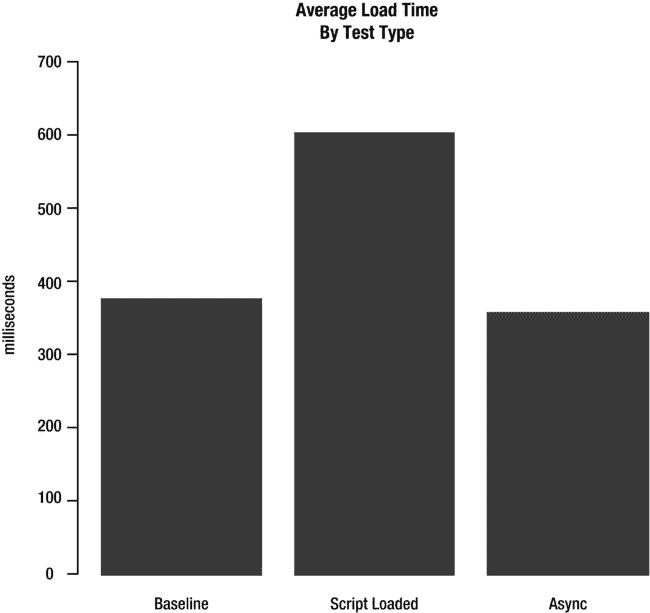 Average Load Time
By Test Type
700
600
500
400
300
200
100
0
milliseconds
Baseline
Script Loaded
Async